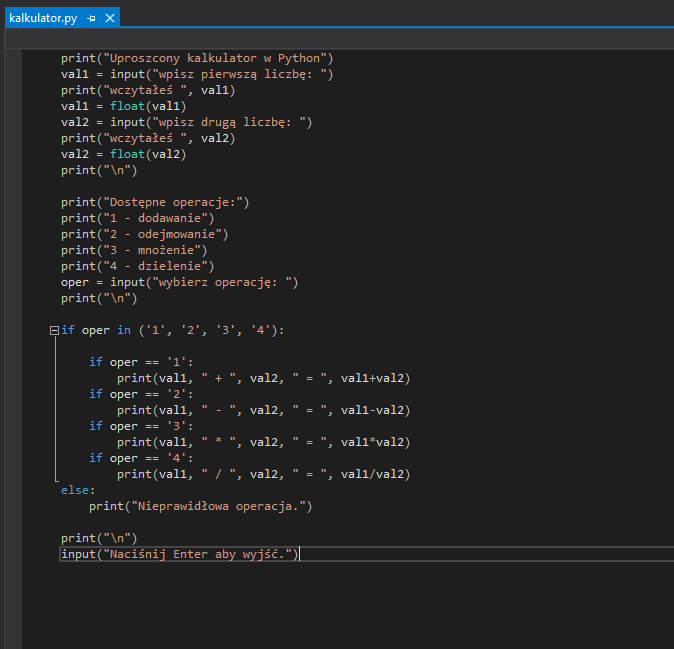 kalkulator.py
print("Uproszcony kalkulator w Python")
val1 = input("wpisz pierwszą liczbę: ")
print("wczytałeś ", val1)
val1 = float(val1)
val2 = input("wpisz drugą liczbę: ")
print("wczytałeś ", val2)
val2 = float(val2)
print("\n")
print("Dostępne operacje:")
print("1 - dodawanie")
print("2 - odejmowanie")
print("3 - mnożenie")
print("4 - dzielenie")
oper = input("wybierz operację: ")
print("\n")
if oper in ('1', '2', '3', '4'):
    if oper == '1':
        print(val1, " + ", val2, " = ", val1+val2)
    if oper == '2':
        print(val1, " - ", val2, " = ", val1-val2)
    if oper == '3':
        print(val1, " * ", val2, " = ", val1*val2)
    if oper == '4':
        print(val1, " / ", val2, " = ", val1/val2)
else:
    print("Nieprawidłowa operacja.")
print("\n")
input("Naciśnij Enter aby wyjść.")